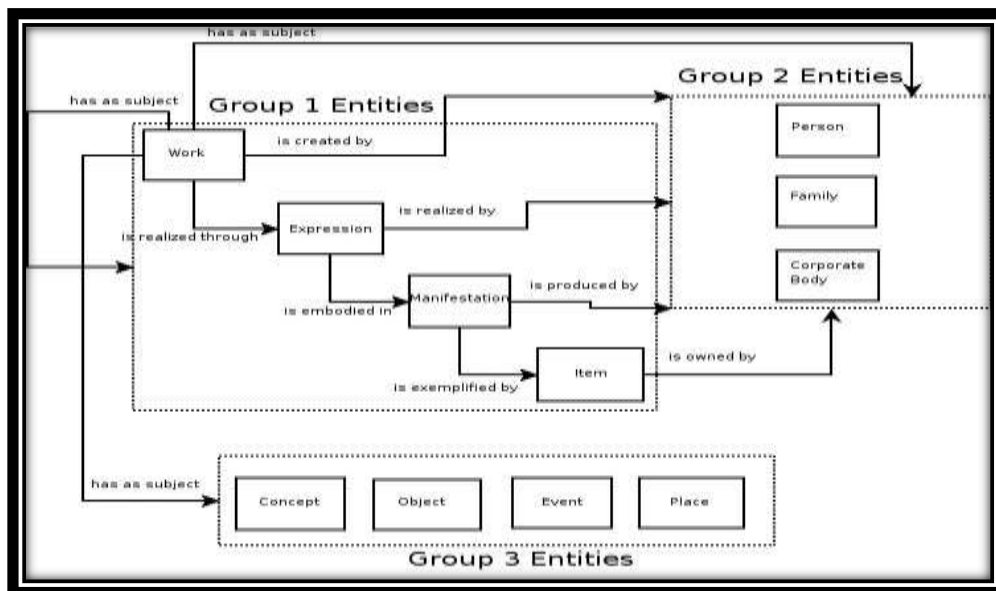 has as subject
Group 2 Entities
has as subject
Group 1 Entities
Person
is created by
Work
Family
is realized by
Expression
is realized through
Corporate
Body
is produced by
Manifestation
is embodied in
is owned by
Item
is exemplified by
has as subject
Concept
Object
Event
Place
Group 3 Entities